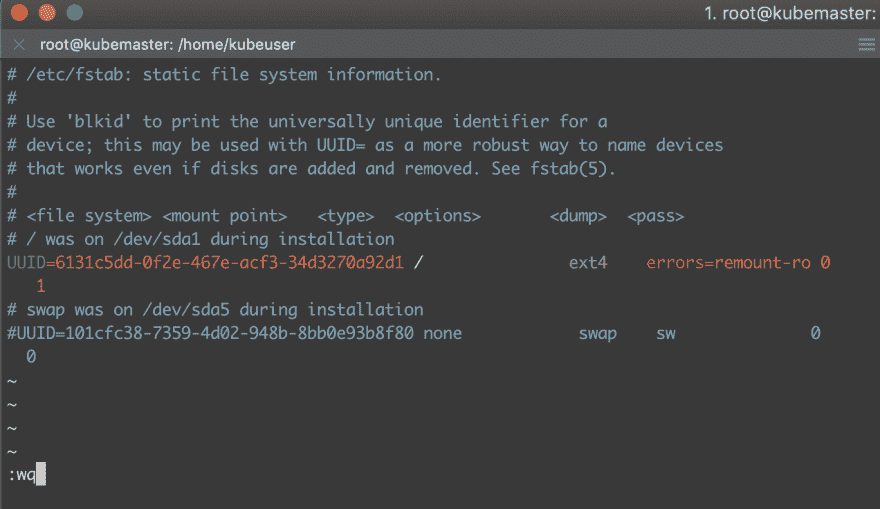 1. root@kubemaster:
root@kubemaster: /home/kubeuser
# /etc/fstab: static file system information.
#
# Use 'blkid' to print the universally unique identifier for a
# device; this may be used with UUID= as a more robust way to name devices
# that works even if disks are added and removed. See fstab(5).
#
# <file system> <mount point>   <type>  <options>       <dump>  <pass>
# / was on /dev/sda1 during installation
UUID=6131c5dd-0f2e-467e-acf3-34d3270a92d1 /               ext4    errors=remount-ro 0
   1
# swap was on /dev/sda5 during installation
#UUID=101cfc38-7359-4d02-948b-8bb0e93b8f80 none            swap    sw              0
  0
~
~
~
~
:wq